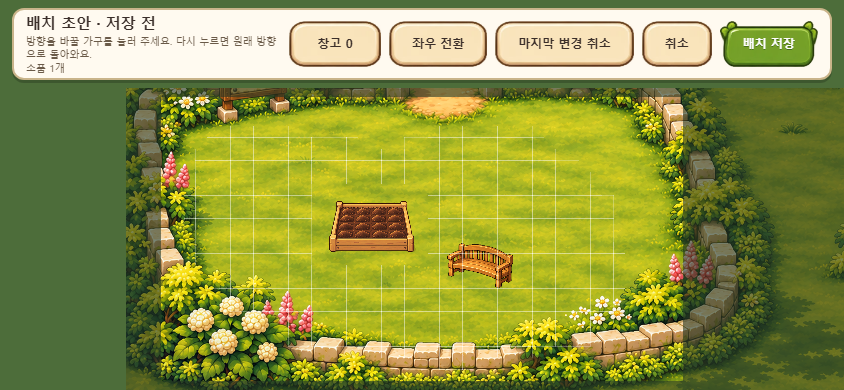 배치 초안 · 저장 전
방향을 바꿀 가구를 눌러 주세요. 다시 누르면 원래 방향
으로 돌아와요.
소품 1개
창고 0
좌우 전환
마지막 변경 취소
취소
배치 저장